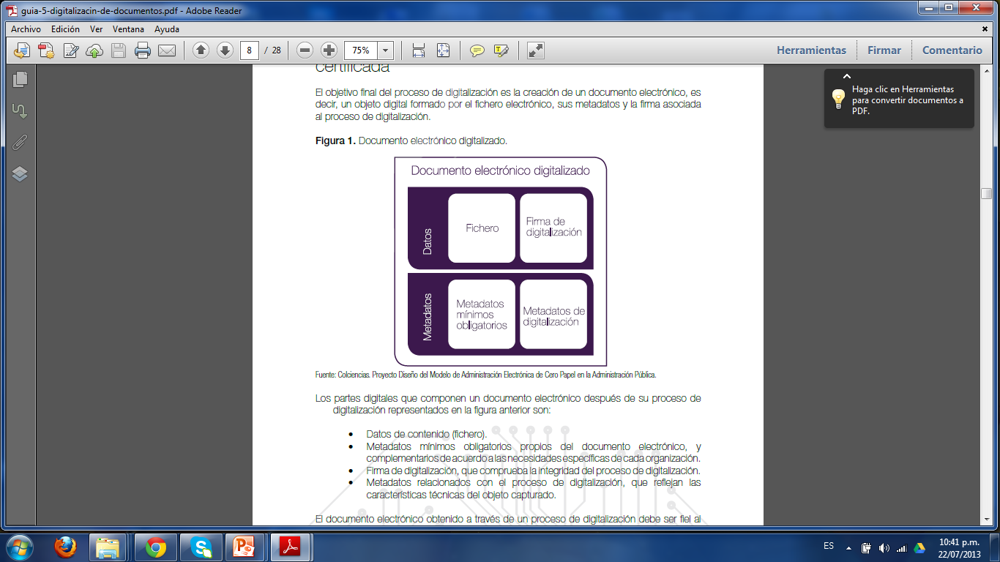 guia-5-digitalizacin-de-documentos.pdf - Adobe Reader
Archivo Edición Ver Ventana Ayuda
8 / 28 75% Herramientas Firmar Comentario
Haga clic en Herramientas
para convertir documentos a
PDF.
certificada
El objetivo final del proceso de digitalización es la creación de un documento electrónico, es
decir, un objeto digital formado por el fichero electrónico, sus metadatos y la firma asociada
al proceso de digitalización.
Figura 1. Documento electrónico digitalizado.
Documento electrónico digitalizado
Datos
Fichero
Firma de
digitalización
Metadatos
Metadatos
mínimos
obligatorios
Metadatos de
digitalización
Fuente: Colciencias. Proyecto Diseño del Modelo de Administración Electrónica de Cero Papel en la Administración Pública.
Los partes digitales que componen un documento electrónico después de su proceso de
digitalización representados en la figura anterior son:
• Datos de contenido (fichero).
• Metadatos mínimos obligatorios propios del documento electrónico, y
complementarios de acuerdo a las necesidades específicas de cada organización.
• Firma de digitalización, que comprueba la integridad del proceso de digitalización.
• Metadatos relacionados con el proceso de digitalización, que reflejan las
características técnicas del objeto capturado.
El documento electrónico obtenido a través de un proceso de digitalización debe ser fiel al
ES
10:41 p.m.
22/07/2013